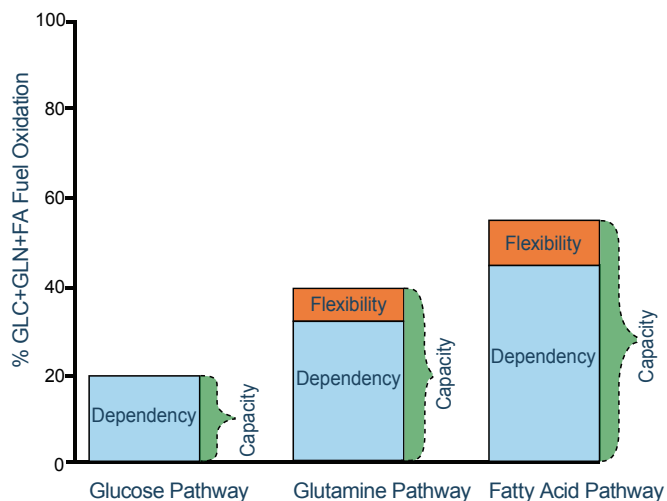 % GLC+GLN+FA Fuel Oxidation
100
80
60
40
20
0
Dependency
Capacity
Flexibility
Dependency
Capacity
Flexibility
Dependency
Capacity
Glucose Pathway
Glutamine Pathway
Fatty Acid Pathway